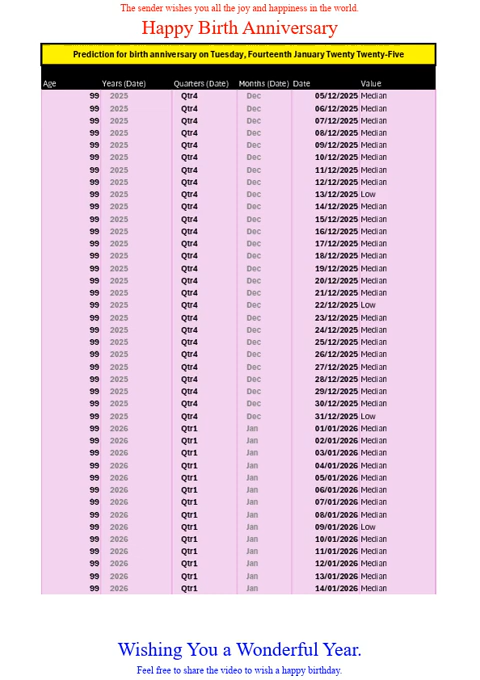 The sender wishes you all the joy and happiness in the world.
Happy Birth Anniversary
Prediction for birth anniversary on Tuesday, Fourteenth January Twenty Twenty-Five
Age Years (Date) Quarters (Date) Months (Date) Date Value
99 2025 Qtr4 Dec 05/12/2025 Median
99 2025 Qtr4 Dec 06/12/2025 Median
99 2025 Qtr4 Dec 07/12/2025 Median
99 2025 Qtr4 Dec 08/12/2025 Median
99 2025 Qtr4 Dec 09/12/2025 Median
99 2025 Qtr4 Dec 10/12/2025 Median
99 2025 Qtr4 Dec 11/12/2025 Median
99 2025 Qtr4 Dec 12/12/2025 Median
99 2025 Qtr4 Dec 13/12/2025 Low
99 2025 Qtr4 Dec 14/12/2025 Median
99 2025 Qtr4 Dec 15/12/2025 Median
99 2025 Qtr4 Dec 16/12/2025 Median
99 2025 Qtr4 Dec 17/12/2025 Median
99 2025 Qtr4 Dec 18/12/2025 Median
99 2025 Qtr4 Dec 19/12/2025 Median
99 2025 Qtr4 Dec 20/12/2025 Median
99 2025 Qtr4 Dec 21/12/2025 Median
99 2025 Qtr4 Dec 22/12/2025 Low
99 2025 Qtr4 Dec 23/12/2025 Median
99 2025 Qtr4 Dec 24/12/2025 Median
99 2025 Qtr4 Dec 25/12/2025 Median
99 2025 Qtr4 Dec 26/12/2025 Median
99 2025 Qtr4 Dec 27/12/2025 Median
99 2025 Qtr4 Dec 28/12/2025 Median
99 2025 Qtr4 Dec 29/12/2025 Median
99 2025 Qtr4 Dec 30/12/2025 Median
99 2025 Qtr4 Dec 31/12/2025 Low
99 2026 Qtr1 Jan 01/01/2026 Median
99 2026 Qtr1 Jan 02/01/2026 Median
99 2026 Qtr1 Jan 03/01/2026 Median
99 2026 Qtr1 Jan 04/01/2026 Median
99 2026 Qtr1 Jan 05/01/2026 Median
99 2026 Qtr1 Jan 06/01/2026 Median
99 2026 Qtr1 Jan 07/01/2026 Median
99 2026 Qtr1 Jan 08/01/2026 Median
99 2026 Qtr1 Jan 09/01/2026 Low
99 2026 Qtr1 Jan 10/01/2026 Median
99 2026 Qtr1 Jan 11/01/2026 Median
99 2026 Qtr1 Jan 12/01/2026 Median
99 2026 Qtr1 Jan 13/01/2026 Median
99 2026 Qtr1 Jan 14/01/2026 Median
Wishing You a Wonderful Year.
Feel free to share the video to wish a happy birthday.